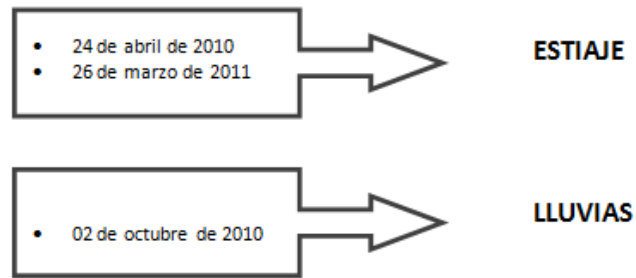 • 24 de abril de 2010
• 26 de marzo de 2011
ESTIAJE
• 02 de octubre de 2010
LLUVIAS